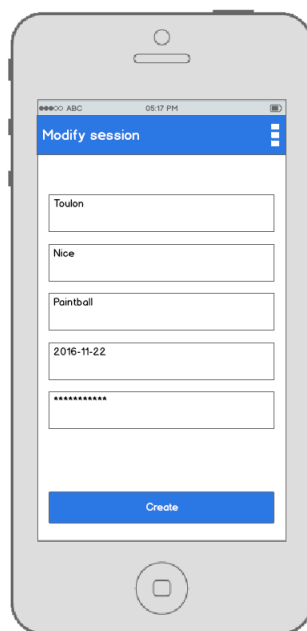 ABC 05:17 PM
Modify session
Toulon
Nice
Paintball
2016-11-22
***********
Create